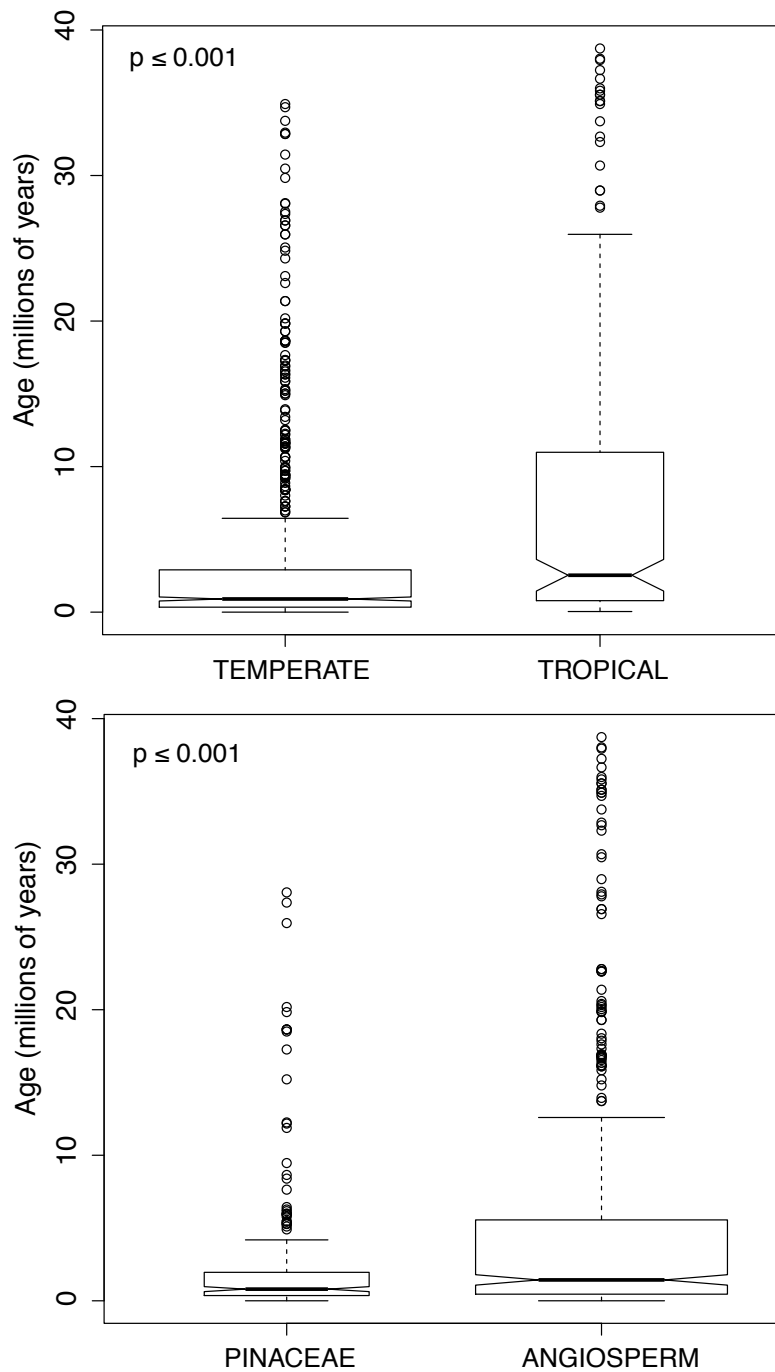 40
p ≤ 0.001
30
Age (millions of years)
20
10
0
TEMPERATE TROPICAL
40
p ≤ 0.001
30
Age (millions of years)
20
10
0
PINACEAE ANGIOSPERM